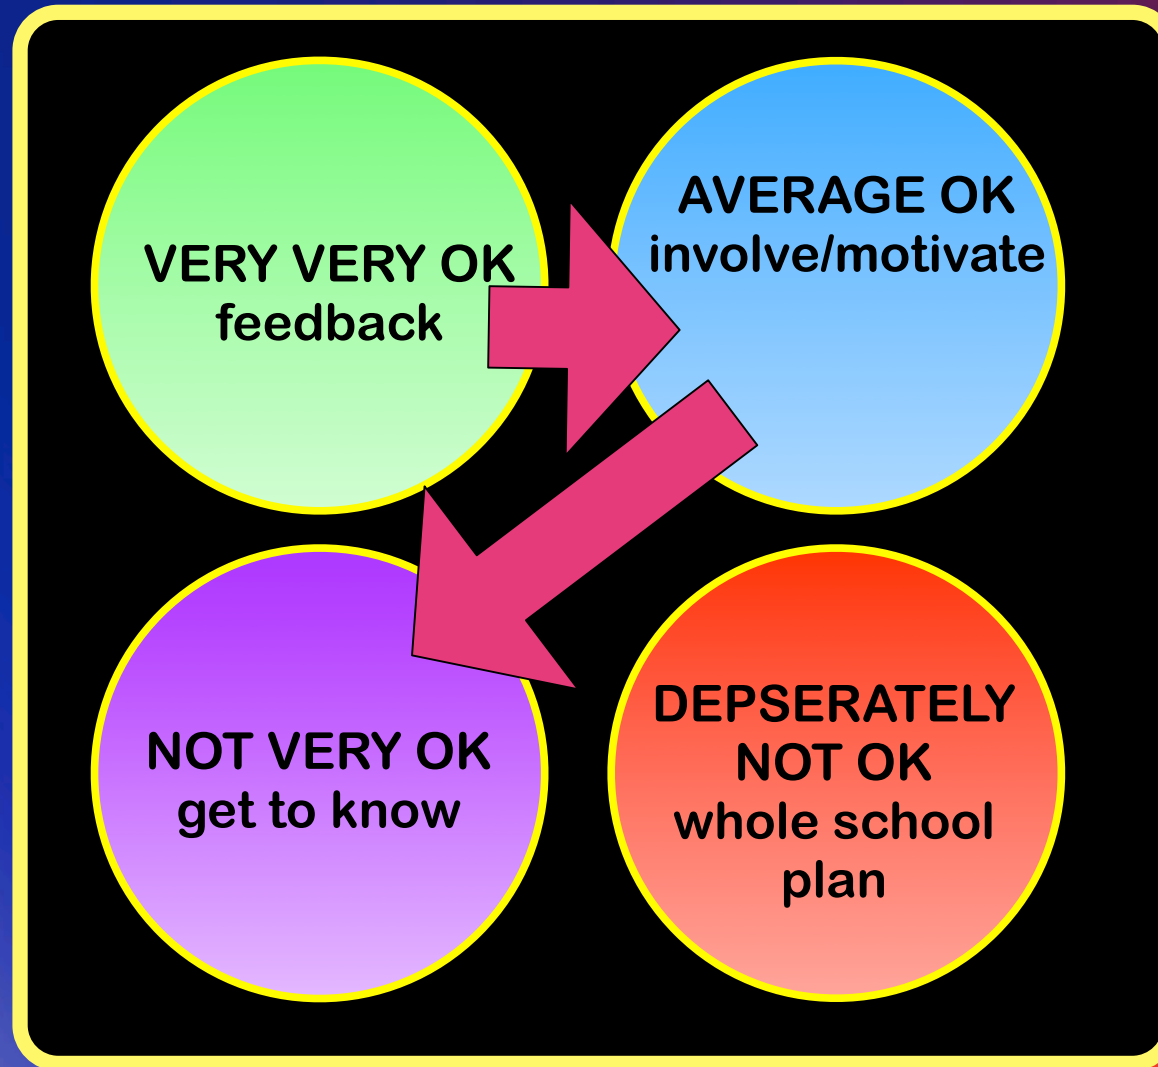 VERY VERY OK
feedback
AVERAGE OK
involve/motivate
NOT VERY OK
get to know
DEPSERATELY
NOT OK
whole school
plan